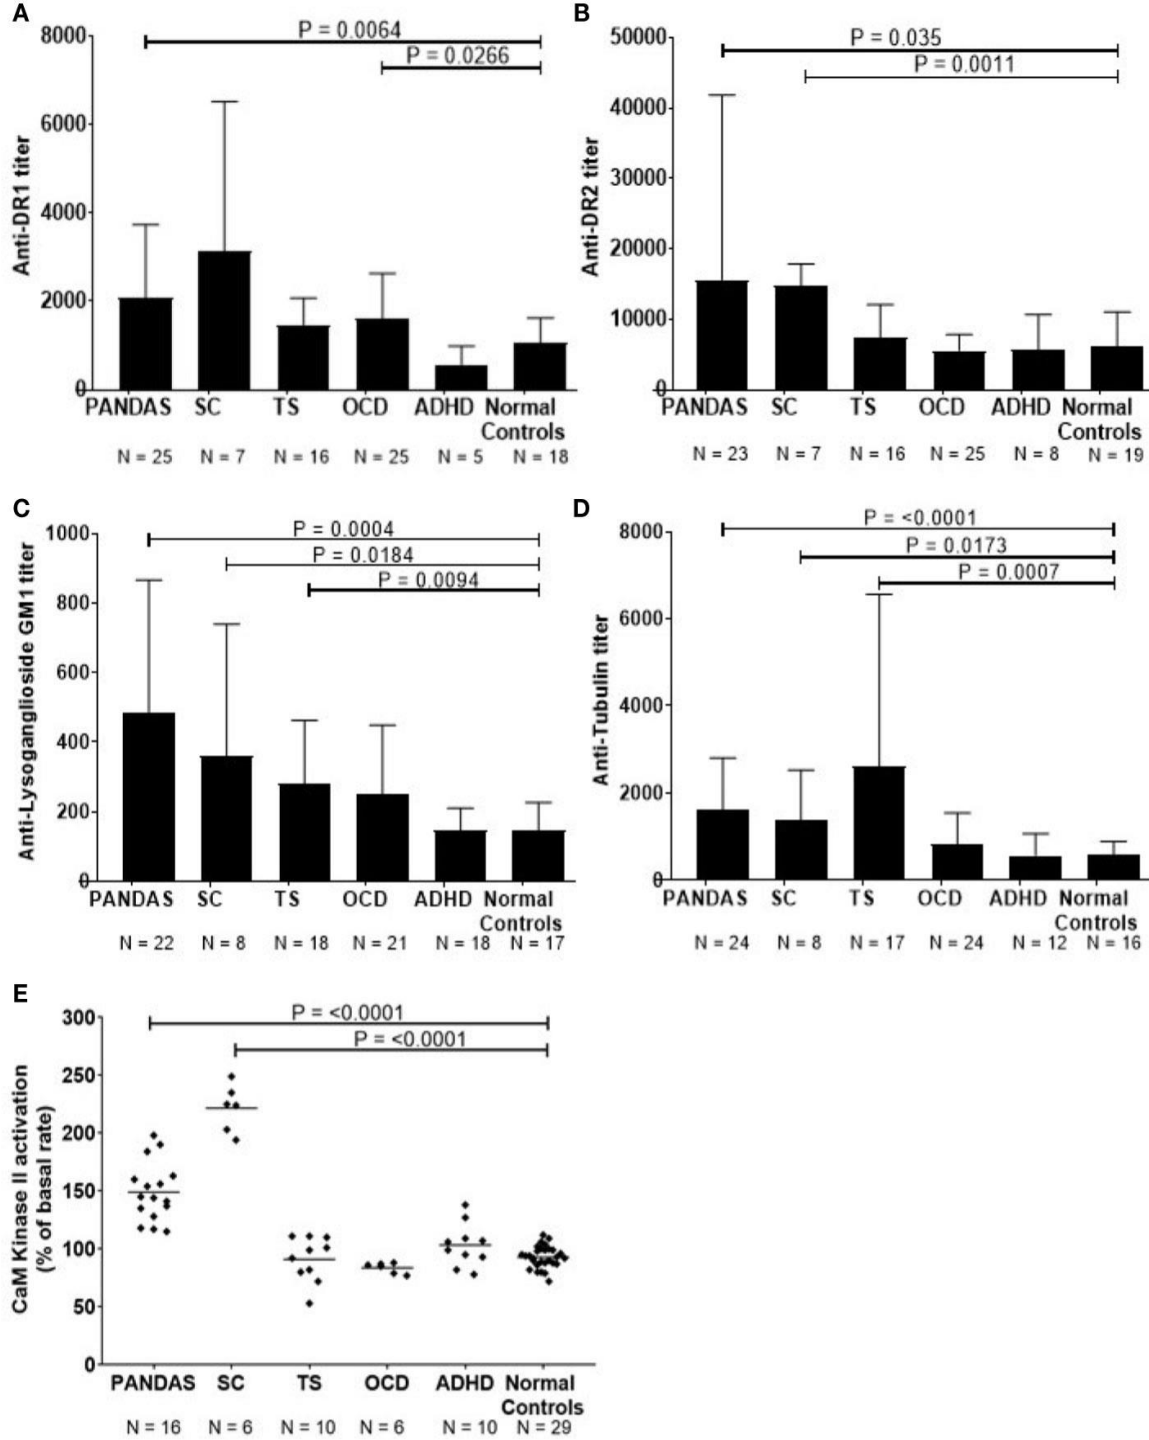 A
P = 0.0064
P = 0.0266
8000
6000
4000
2000
0
Anti-DR1 titer
PANDAS SC TS OCD ADHD Normal
Controls
N = 25 N = 7 N = 16 N = 25 N = 5 N = 18
B
P = 0.035
P = 0.0011
50000
40000
30000
20000
10000
0
Anti-DR2 titer
PANDAS SC TS OCD ADHD Normal
Controls
N = 23 N = 7 N = 16 N = 25 N = 8 N = 19
C
P = 0.0004
P = 0.0184
P = 0.0094
1000
800
600
400
200
0
Anti-Lysoganglioside GM1 titer
PANDAS SC TS OCD ADHD Normal
Controls
N = 22 N = 8 N = 18 N = 21 N = 18 N = 17
D
P = <0.0001
P = 0.0173
P = 0.0007
8000
6000
4000
2000
0
Anti-Tubulin titer
PANDAS SC TS OCD ADHD Normal
Controls
N = 24 N = 8 N = 17 N = 24 N = 12 N = 16
E
P = <0.0001
P = <0.0001
300
250
200
150
100
50
0
CaM Kinase II activation
(% of basal rate)
PANDAS SC TS OCD ADHD Normal
Controls
N = 16 N = 6 N = 10 N = 6 N = 10 N = 29